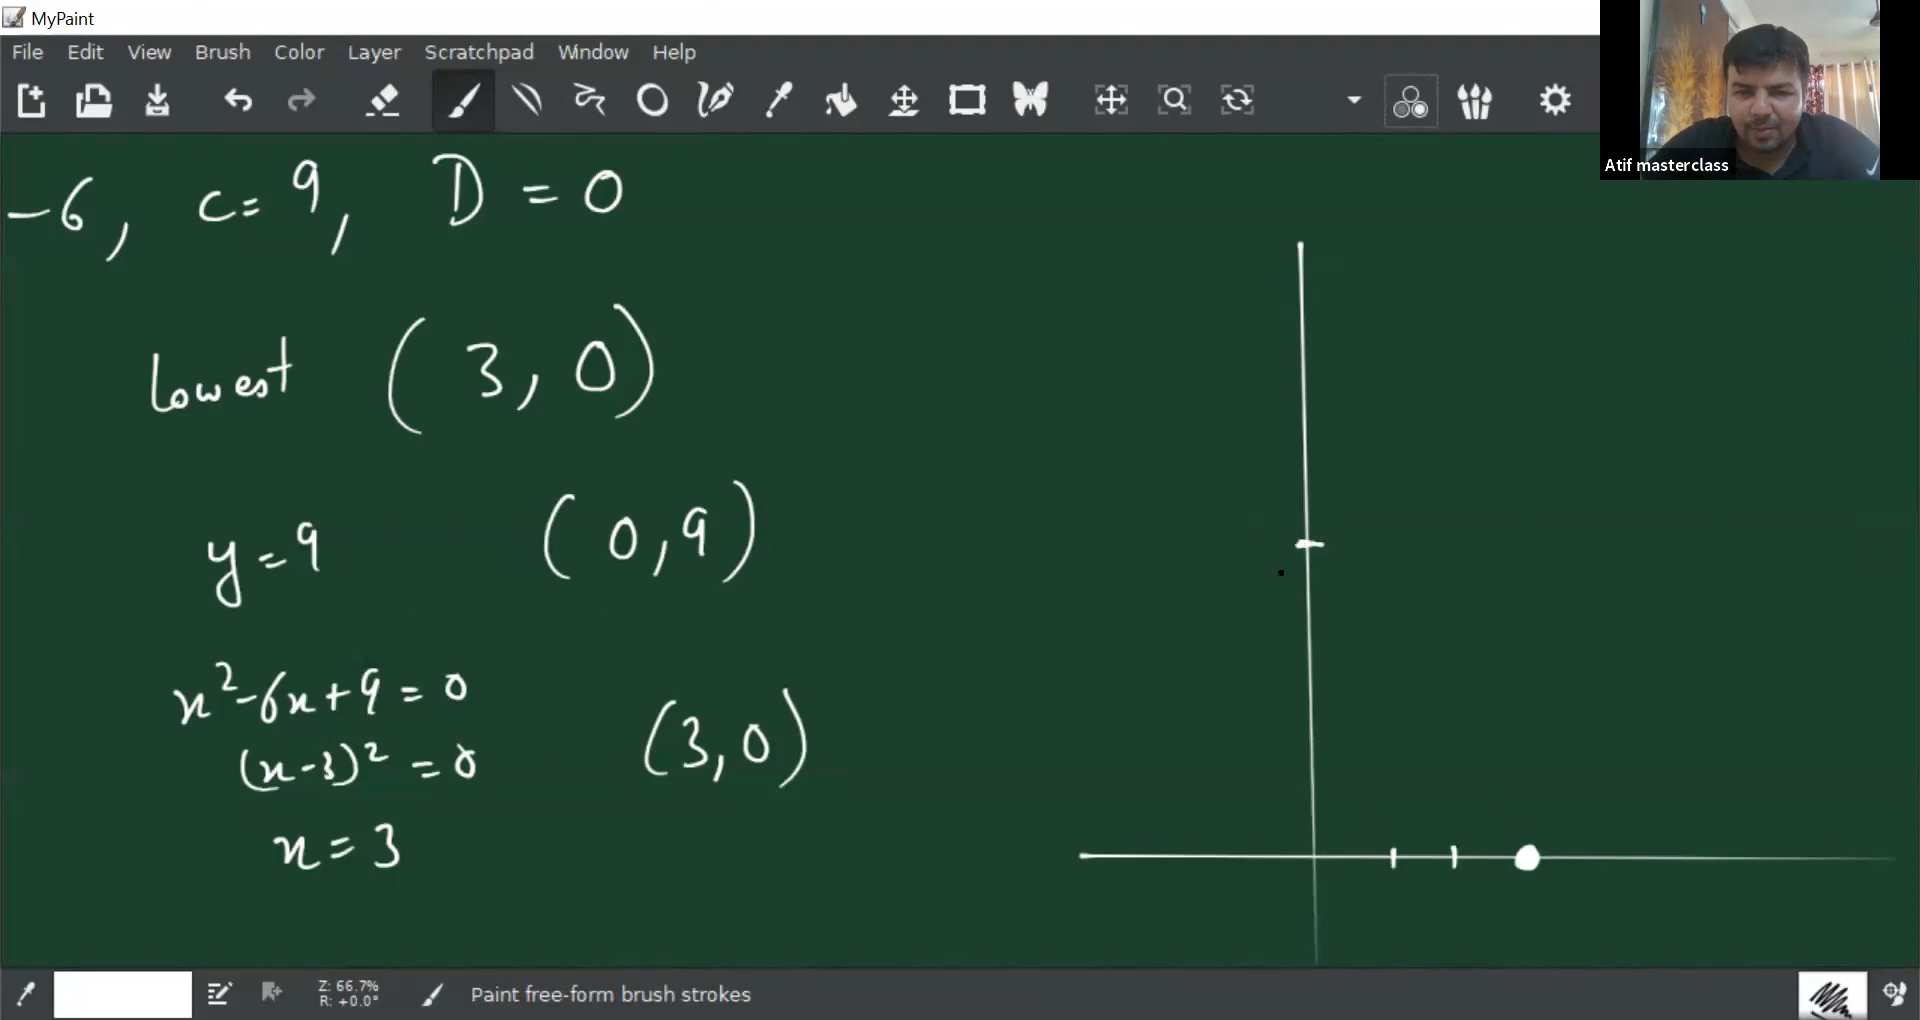 MyPaint
File Edit View Brush Color Layer Scratchpad Window Help
Atif masterclass
-6, c=9, D=0
Lowest (3,0)
y=9 (0,9)
x²-6x+9=0
(x-3)²=0 (3,0)
x=3
Z: 66.7%
R: +0.0°
Paint free-form brush strokes